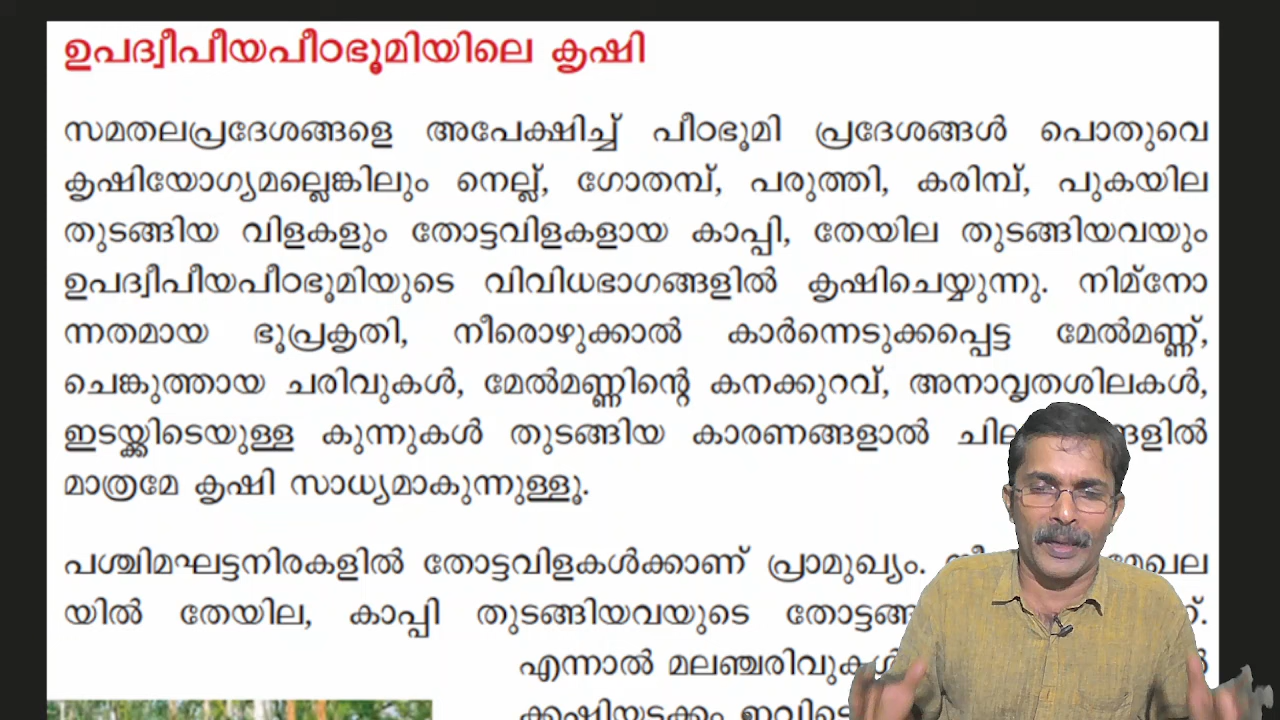 ഉപദ്വീപീയപീഠഭൂമിയിലെ കൃഷി
സമതലപ്രദേശങ്ങളെ അപേക്ഷിച്ച് പീഠഭൂമി പ്രദേശങ്ങൾ പൊതുവെ
കൃഷിയോഗ്യമല്ലെങ്കിലും നെല്ല്, ഗോതമ്പ്, പരുത്തി, കരിമ്പ്, പുകയില
തുടങ്ങിയ വിളകളും തോട്ടവിളകളായ കാപ്പി, തേയില തുടങ്ങിയവയും
ഉപദ്വീപീയപീഠഭൂമിയുടെ വിവിധഭാഗങ്ങളിൽ കൃഷിചെയ്യുന്നു. നിമ്നോ
ന്നതമായ ഭൂപ്രകൃതി, നീരൊഴുക്കാൽ കാർന്നെടുക്കപ്പെട്ട മേൽമണ്ണ്,
ചെങ്കുത്തായ ചരിവുകൾ, മേൽമണ്ണിന്റെ കനക്കുറവ്, അനാവൃതശിലകൾ,
ഇടയ്ക്കിടെയുള്ള കുന്നുകൾ തുടങ്ങിയ കാരണങ്ങളാൽ
മാത്രമേ കൃഷി സാധ്യമാകുന്നുള്ളൂ.
പശ്ചിമഘട്ടനിരകളിൽ തോട്ടവിളകൾക്കാണ് പ്രാമുഖ്യം.
യിൽ തേയില, കാപ്പി തുടങ്ങിയവയുടെ
എന്നാൽ